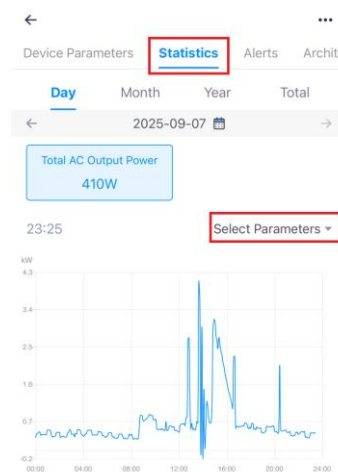 ←
•••
Device Parameters Statistics Alerts Archit
Day Month Year Total
← 2025-09-07 →
Total AC Output Power
410W
23:25 Select Parameters
kW
4.3
3.4
2.5
1.6
0.7
-0.2
00:00 04:00 08:00 12:00 16:00 20:00 24:00